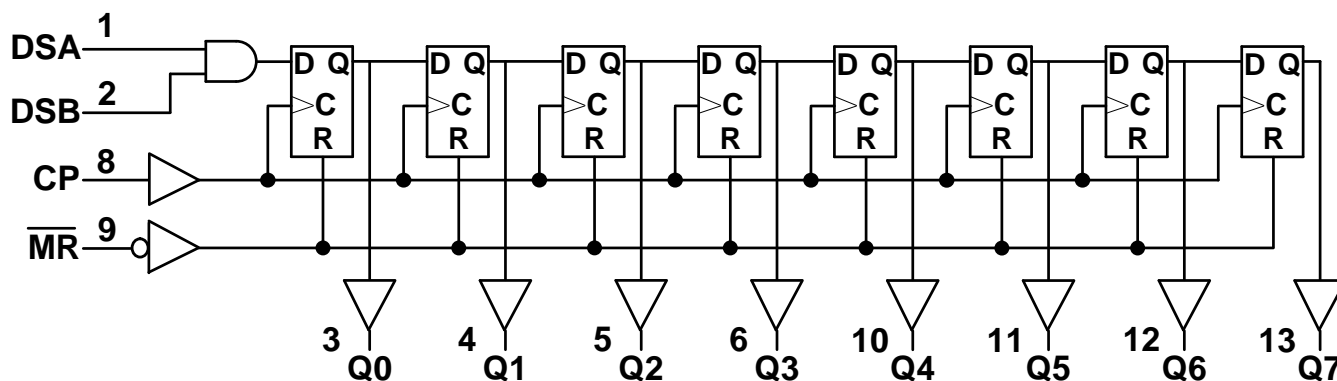 1
DSA
2
DSB
D Q D Q D Q D Q D Q D Q D Q D Q
C C C C C C C C
R R R R R R R R
8
CP
9
M̅R̅
3 4 5 6 10 11 12 13
Q0 Q1 Q2 Q3 Q4 Q5 Q6 Q7